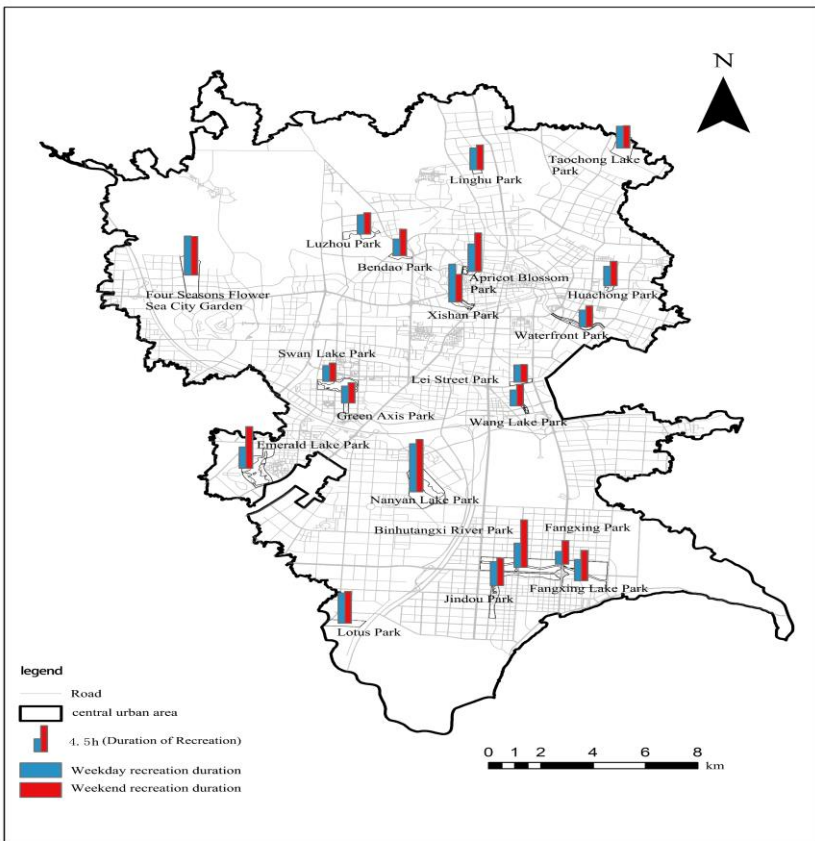 N
Taochong Lake
Park
Linghu Park
Luzhou Park
Bendao Park
Apricot Blossom
Park
Huachong Park
Four Seasons Flower
Sea City Garden
Xishan Park
Waterfront Park
Swan Lake Park
Lei Street Park
Green Axis Park
Wang Lake Park
Emerald Lake Park
Nanyan Lake Park
Binhutangxi River Park
Fangxing Park
Fangxing Lake Park
Jindou Park
Lotus Park
legend
Road
central urban area
4. 5h (Duration of Recreation)
Weekday recreation duration
Weekend recreation duration
0 1 2 4 6 8
km